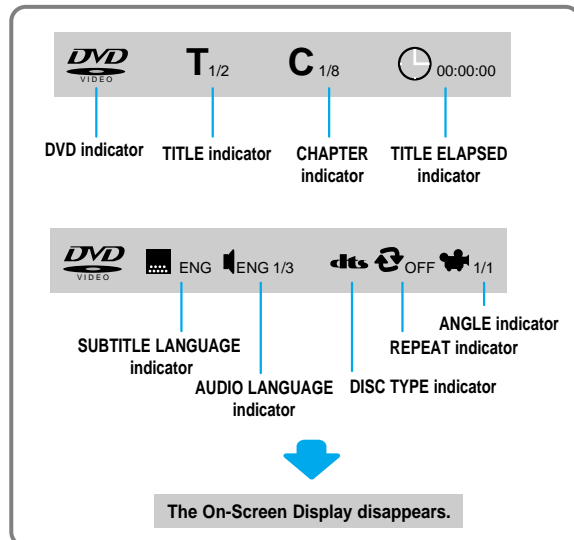 DVD VIDEO T 1/2 C 1/8 00:00:00
DVD indicator TITLE indicator CHAPTER indicator TITLE ELAPSED indicator
DVD VIDEO ENG ENG 1/3 dts OFF 1/1
ANGLE indicator
SUBTITLE LANGUAGE indicator
REPEAT indicator
AUDIO LANGUAGE indicator
DISC TYPE indicator
The On-Screen Display disappears.